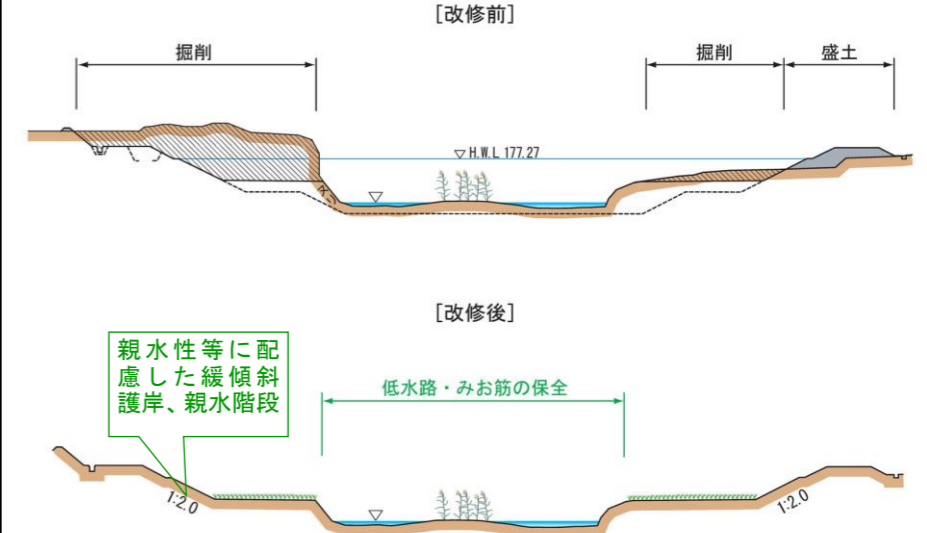 [改修前]
掘削
掘削
盛土
▽H.W.L 177.27
[改修後]
親水性等に配
慮した緩傾斜
護岸、親水階段
低水路・みお筋の保全
1:2.0
1:2.0